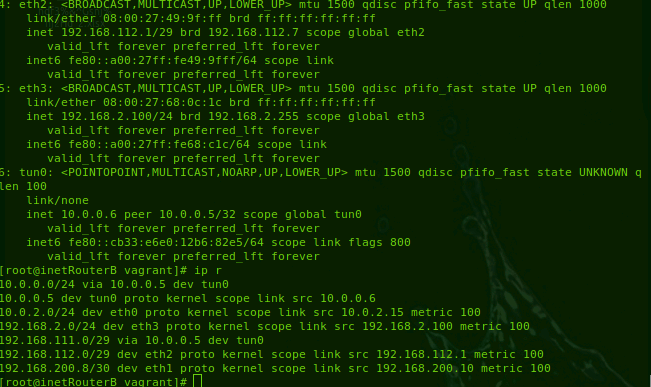 4: eth2: <BROADCAST,MULTICAST,UP,LOWER_UP> mtu 1500 qdisc pfifo_fast state UP qlen 1000
    link/ether 08:00:27:49:9f:ff brd ff:ff:ff:ff:ff:ff
    inet 192.168.112.1/29 brd 192.168.112.7 scope global eth2
       valid_lft forever preferred_lft forever
    inet6 fe80::a00:27ff:fe49:9fff/64 scope link
       valid_lft forever preferred_lft forever
5: eth3: <BROADCAST,MULTICAST,UP,LOWER_UP> mtu 1500 qdisc pfifo_fast state UP qlen 1000
    link/ether 08:00:27:68:0c:1c brd ff:ff:ff:ff:ff:ff
    inet 192.168.2.100/24 brd 192.168.2.255 scope global eth3
       valid_lft forever preferred_lft forever
    inet6 fe80::a00:27ff:fe68:c1c/64 scope link
       valid_lft forever preferred_lft forever
6: tun0: <POINTOPOINT,MULTICAST,NOARP,UP,LOWER_UP> mtu 1500 qdisc pfifo_fast state UNKNOWN q
len 100
    link/none
    inet 10.0.0.6 peer 10.0.0.5/32 scope global tun0
       valid_lft forever preferred_lft forever
    inet6 fe80::cb33:e6e0:12b6:82e5/64 scope link flags 800
       valid_lft forever preferred_lft forever
[root@inetRouterB vagrant]# ip r
10.0.0.0/24 via 10.0.0.5 dev tun0
10.0.0.5 dev tun0 proto kernel scope link src 10.0.0.6
10.0.2.0/24 dev eth0 proto kernel scope link src 10.0.2.15 metric 100
192.168.2.0/24 dev eth3 proto kernel scope link src 192.168.2.100 metric 100
192.168.111.0/29 via 10.0.0.5 dev tun0
192.168.112.0/29 dev eth2 proto kernel scope link src 192.168.112.1 metric 100
192.168.200.8/30 dev eth1 proto kernel scope link src 192.168.200.10 metric 100
[root@inetRouterB vagrant]#